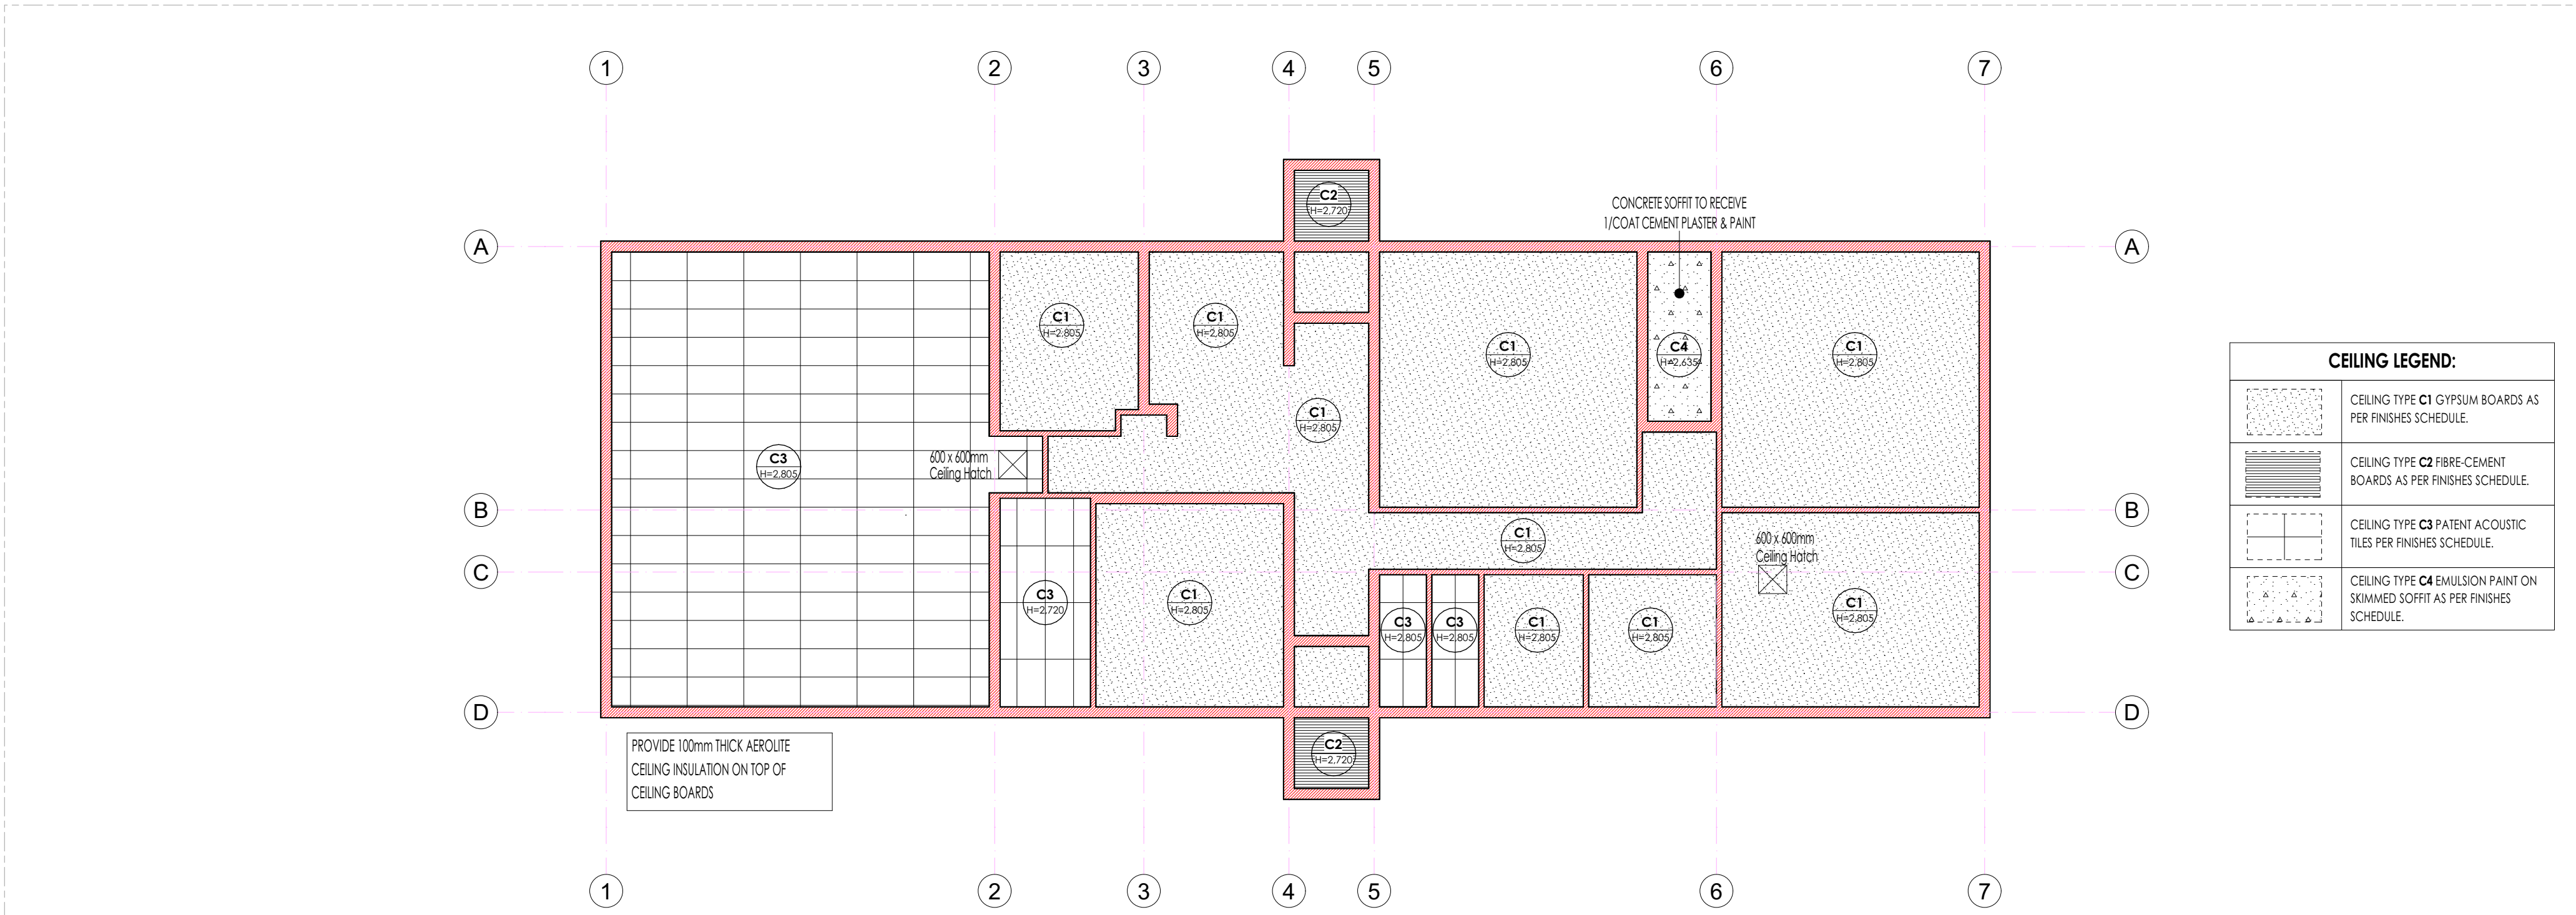 1 2 3 4 5 6 7
C2
H=2,720
CONCRETE SOFFIT TO RECEIVE
1/COAT CEMENT PLASTER & PAINT
A A
C1
H=2,805
C1
H=2,805
C1
H=2,805
C4
H=2,635
C1
H=2,805
C1
H=2,805
C3
H=2,805
600 x 600mm
Ceiling Hatch
B B
C1
H=2,805
600 x 600mm
Ceiling Hatch
C C
C3
H=2,720
C1
H=2,805
C3
H=2,805
C3
H=2,805
C1
H=2,805
C1
H=2,805
C1
H=2,805
D D
C2
H=2,720
PROVIDE 100mm THICK AEROLITE
CEILING INSULATION ON TOP OF
CEILING BOARDS
1 2 3 4 5 6 7
CEILING LEGEND:
CEILING TYPE C1 GYPSUM BOARDS AS
PER FINISHES SCHEDULE.
CEILING TYPE C2 FIBRE-CEMENT
BOARDS AS PER FINISHES SCHEDULE.
CEILING TYPE C3 PATENT ACOUSTIC
TILES PER FINISHES SCHEDULE.
CEILING TYPE C4 EMULSION PAINT ON
SKIMMED SOFFIT AS PER FINISHES
SCHEDULE.